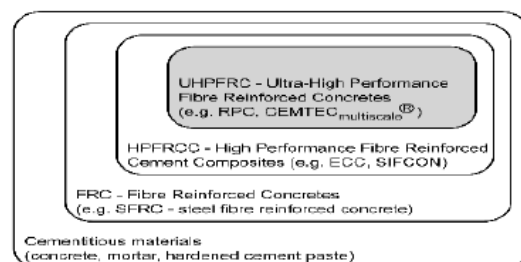 UHPFRC - Ultra-High Performance
Fibre Reinforced Concretes
(e.g. RPC, CEMTECmultiscale®)
HPFRCC - High Performance Fibre Reinforced
Cement Composites (e.g. ECC, SIFCON)
FRC - Fibre Reinforced Concretes
(e.g. SFRC - steel fibre reinforced concrete)
Cementitious materials
(concrete, mortar, hardened cement paste)